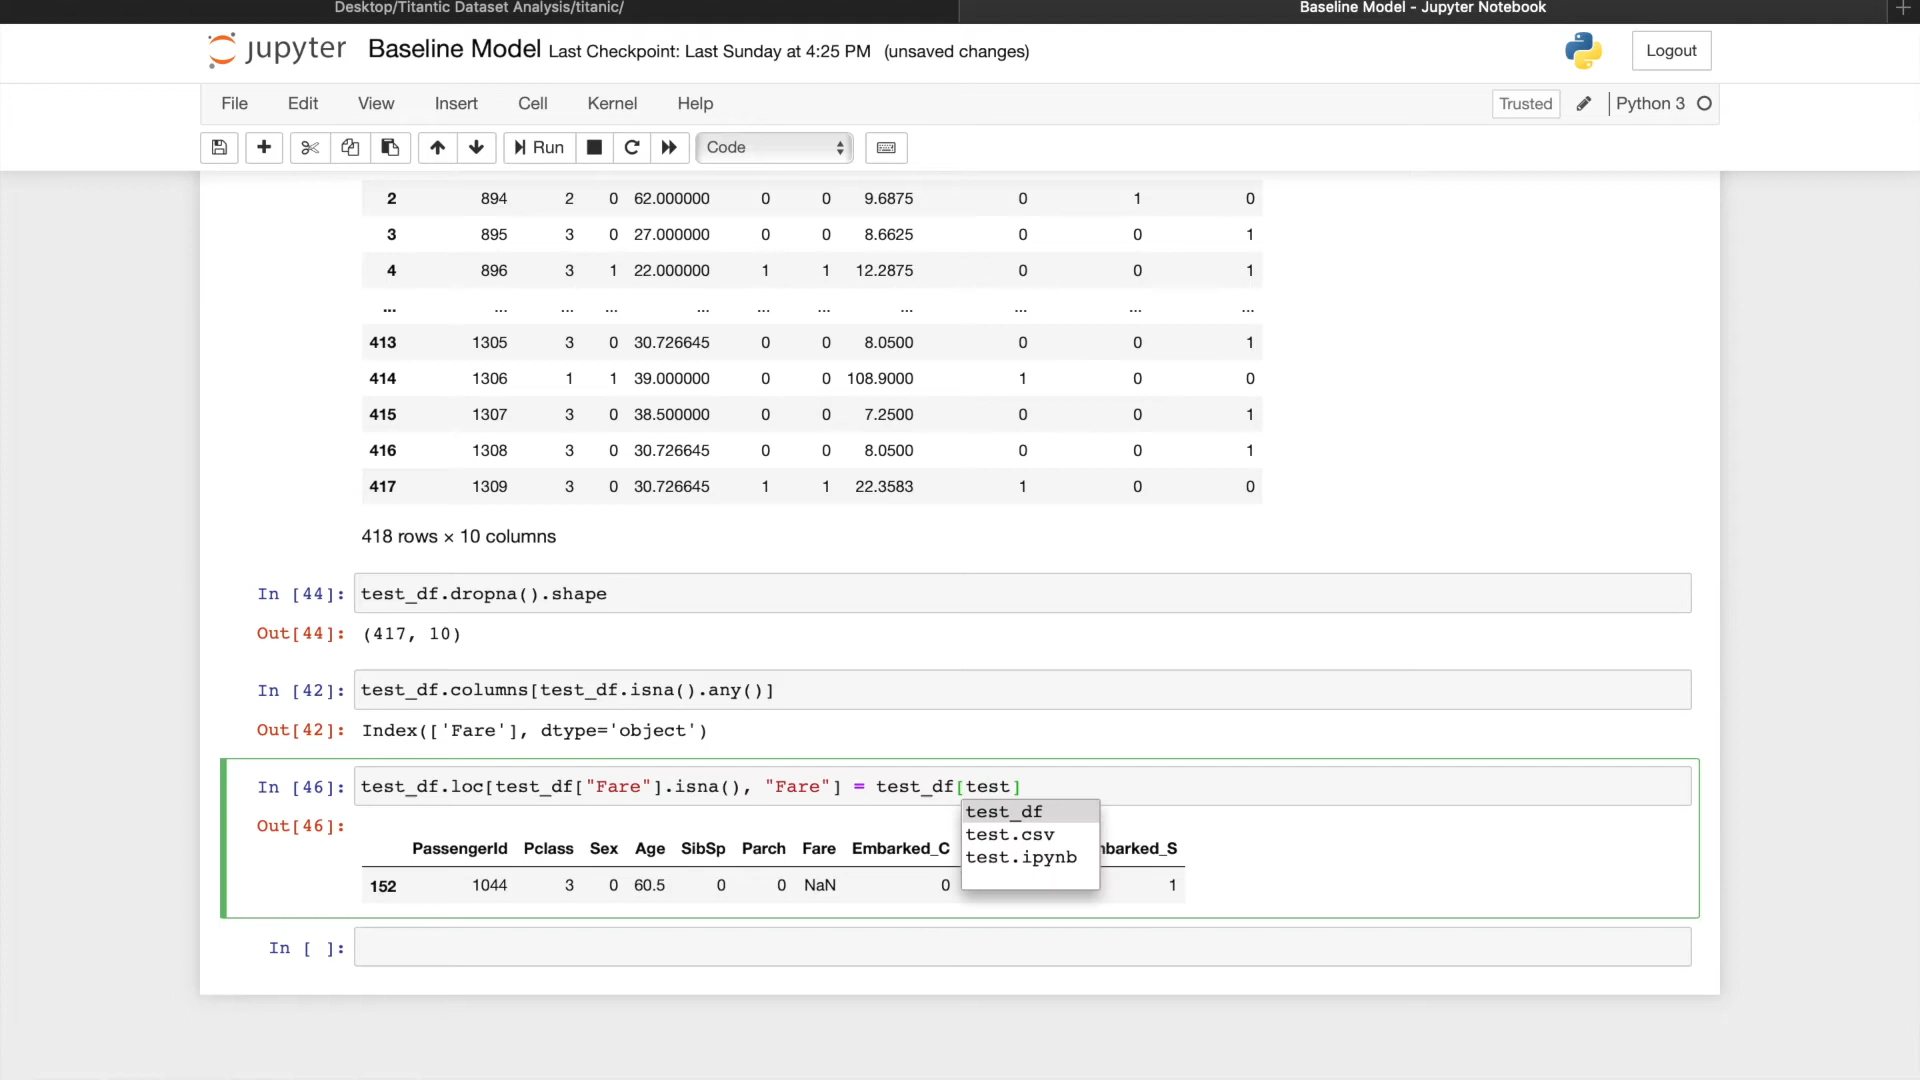 Desktop/Titantic Dataset Analysis/titanic/ Baseline Model - Jupyter Notebook
jupyter Baseline Model Last Checkpoint: Last Sunday at 4:25 PM (unsaved changes) Logout
File Edit View Insert Cell Kernel Help Trusted Python 3
Run Code
2 894 2 0 62.000000 0 0 9.6875 0 1 0
3 895 3 0 27.000000 0 0 8.6625 0 0 1
4 896 3 1 22.000000 1 1 12.2875 0 0 1
... ... ... ... ... ... ... ... ... ... ...
413 1305 3 0 30.726645 0 0 8.0500 0 0 1
414 1306 1 1 39.000000 0 0 108.9000 1 0 0
415 1307 3 0 38.500000 0 0 7.2500 0 0 1
416 1308 3 0 30.726645 0 0 8.0500 0 0 1
417 1309 3 0 30.726645 1 1 22.3583 1 0 0
418 rows × 10 columns
In [44]: test_df.dropna().shape
Out[44]: (417, 10)
In [42]: test_df.columns[test_df.isna().any()]
Out[42]: Index(['Fare'], dtype='object')
In [46]: test_df.loc[test_df["Fare"].isna(), "Fare"] = test_df[test]
test_df
test.csv
test.ipynb
Out[46]:
PassengerId Pclass Sex Age SibSp Parch Fare Embarked_C mbarked_S
152 1044 3 0 60.5 0 0 NaN 0 1
In [ ]: